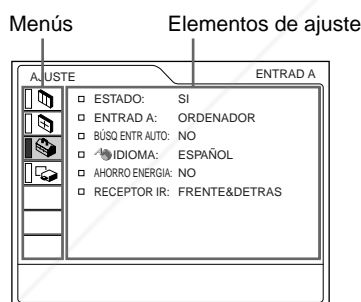 Menús Elementos de ajuste
AJUSTE ENTRAD A
ESTADO: SI
ENTRAD A: ORDENADOR
BÚSQ ENTR AUTO: NO
IDIOMA: ESPAÑOL
AHORRO ENERGIA: NO
RECEPTOR IR: FRENTE&DETRAS